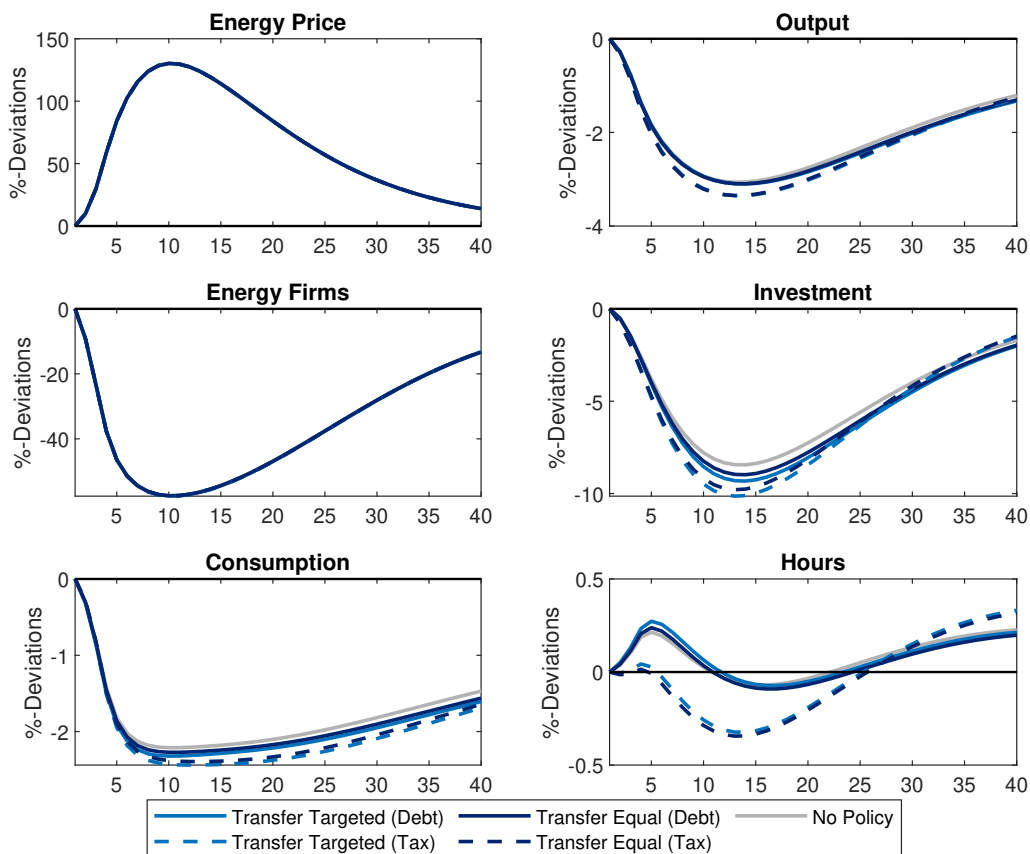 Energy Price
Output
%-Deviations
150
100
50
0
5 10 15 20 25 30 35 40
%-Deviations
0
-2
-4
5 10 15 20 25 30 35 40
Energy Firms
Investment
%-Deviations
0
-20
-40
5 10 15 20 25 30 35 40
%-Deviations
0
-5
-10
5 10 15 20 25 30 35 40
Consumption
Hours
%-Deviations
0
-1
-2
5 10 15 20 25 30 35 40
%-Deviations
0.5
0
-0.5
5 10 15 20 25 30 35 40
Transfer Targeted (Debt) Transfer Equal (Debt) No Policy
Transfer Targeted (Tax) Transfer Equal (Tax)